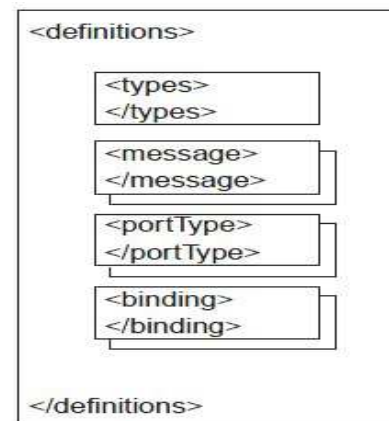 <definitions>
<types>
</types>
<message>
</message>
<portType>
</portType>
<binding>
</binding>
</definitions>